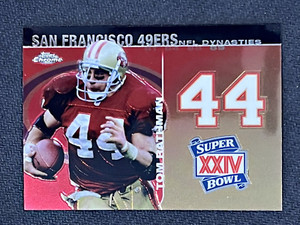 SAN FRANCISCO 49ERS NFL DYNASTIES
Topps Chrome
44
44
TOM RATHMAN
SUPER
XXIV
BOWL